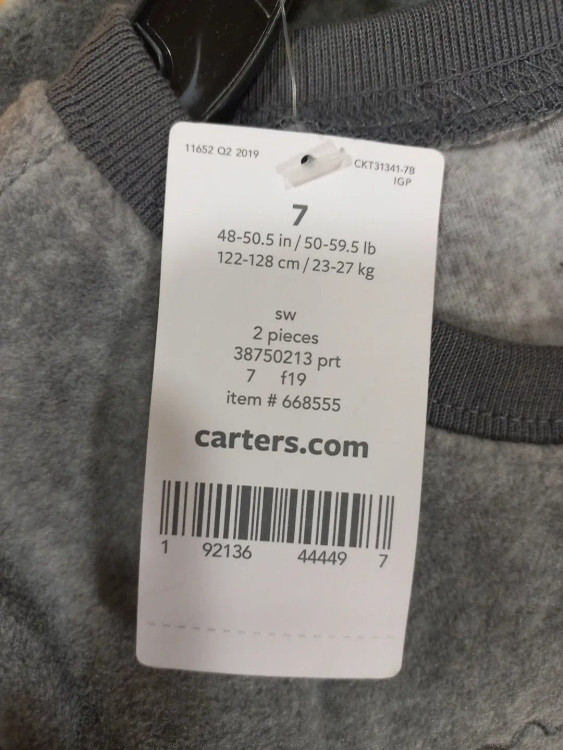 11652 Q2 2019
CKT31341-7B
IGP
7
48-50.5 in / 50-59.5 lb
122-128 cm / 23-27 kg
sw
2 pieces
38750213 prt
7 f19
item # 668555
carters.com
1 92136 44449 7